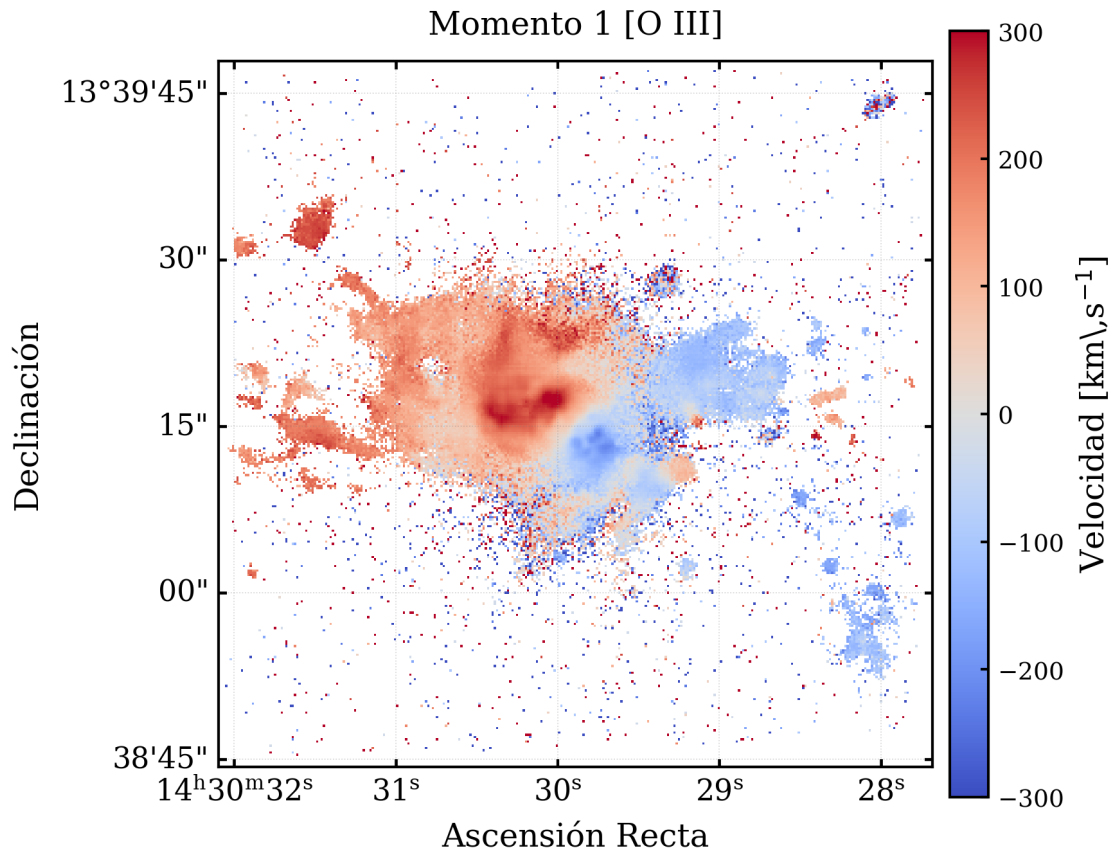 Momento 1 [O III]
13°39'45"
30"
15"
00"
38'45"
Declinación
14ʰ30ᵐ32ˢ 31ˢ 30ˢ 29ˢ 28ˢ
Ascensión Recta
300
200
100
0
−100
−200
−300
Velocidad [km\,s⁻¹]